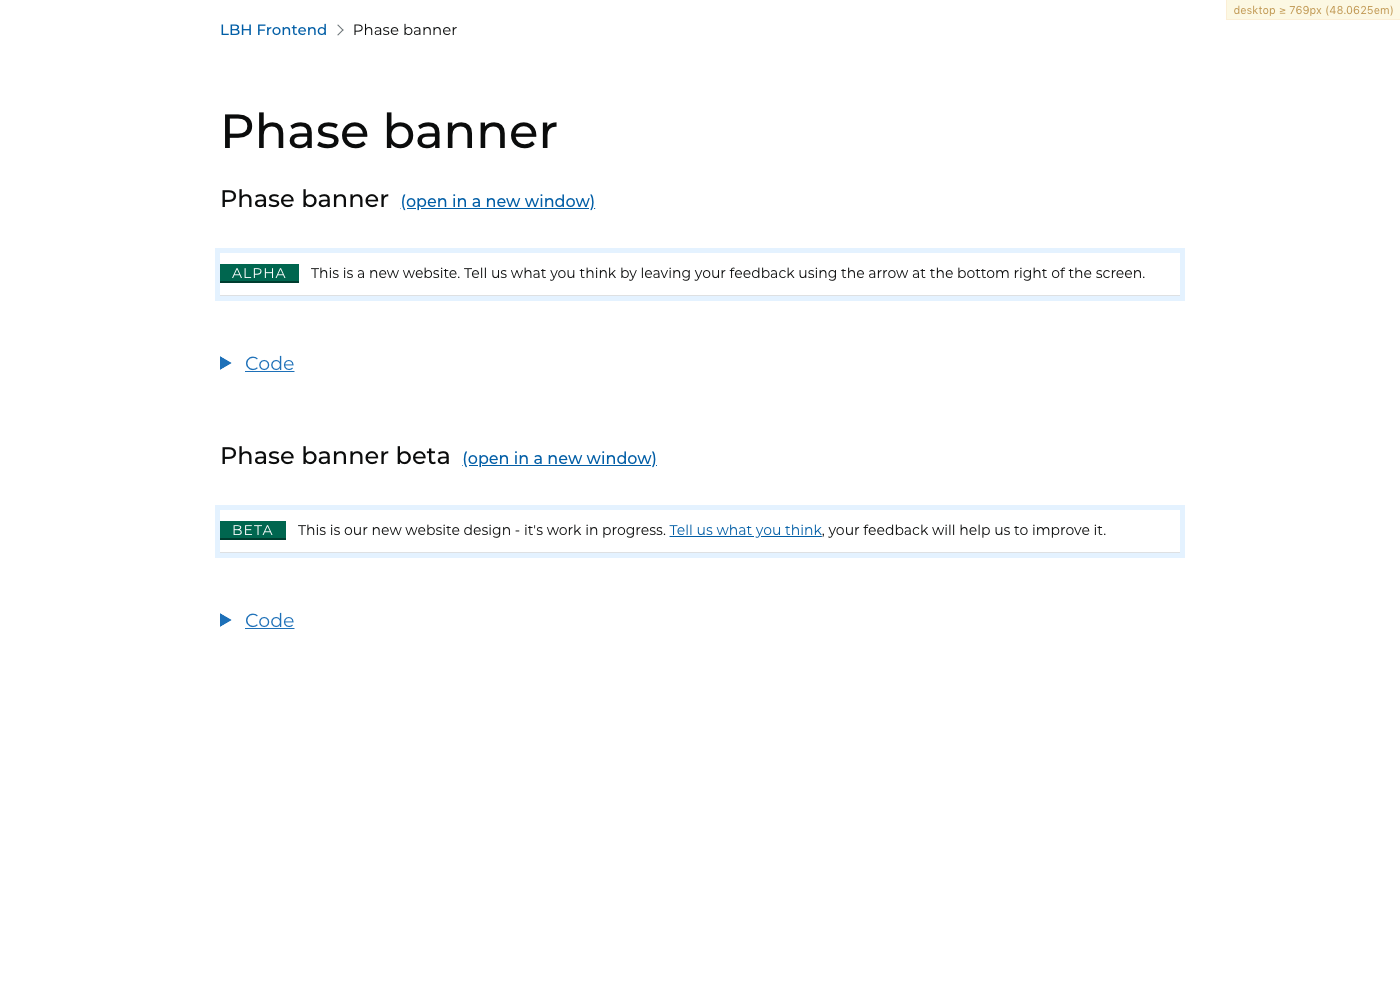 desktop ≥ 769px (48.0625em)
LBH Frontend Phase banner
Phase banner
Phase banner (open in a new window)
ALPHA This is a new website. Tell us what you think by leaving your feedback using the arrow at the bottom right of the screen.
Code
Phase banner beta (open in a new window)
BETA This is our new website design - it's work in progress. Tell us what you think, your feedback will help us to improve it.
Code